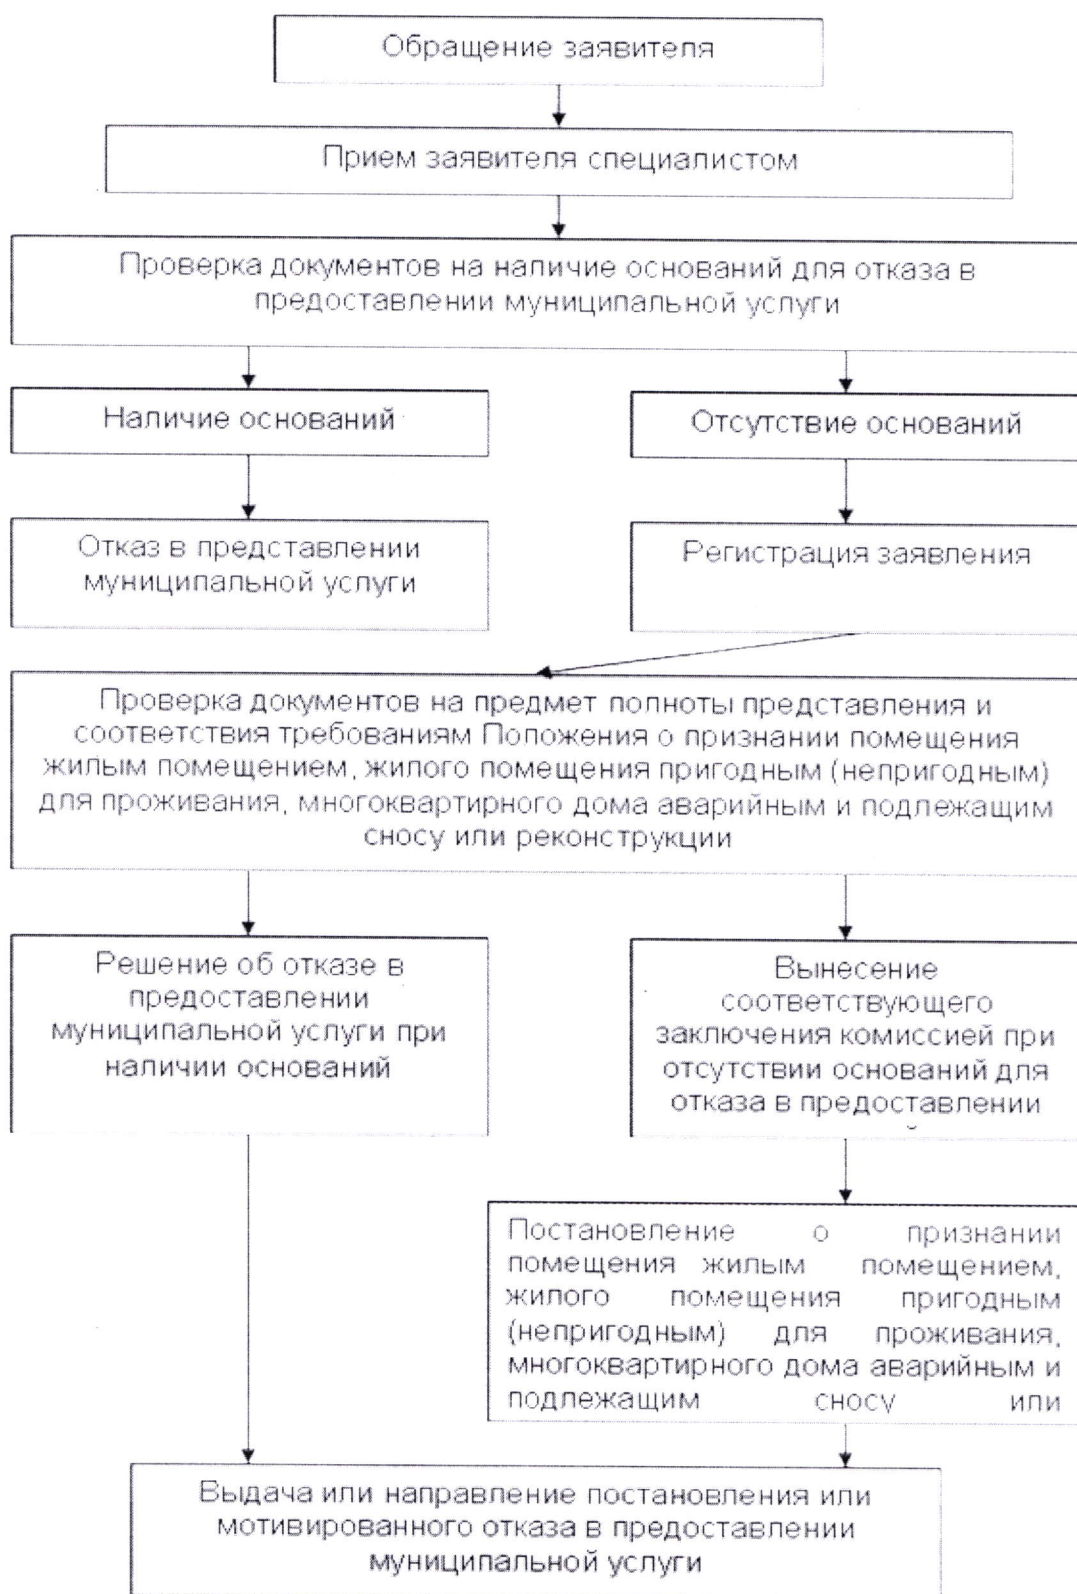 Обращение заявителя
Прием заявителя специалистом
Проверка документов на наличие оснований для отказа в
предоставлении муниципальной услуги
Наличие оснований
Отсутствие оснований
Отказ в представлении
муниципальной услуги
Регистрация заявления
Проверка документов на предмет полноты представления и
соответствия требованиям Положения о признании помещения
жилым помещением, жилого помещения пригодным (непригодным)
для проживания, многоквартирного дома аварийным и подлежащим
сносу или реконструкции
Решение об отказе в
предоставлении
муниципальной услуги при
наличии оснований
Вынесение
соответствующего
заключения комиссией при
отсутствии оснований для
отказа в предоставлении
Постановление о признании
помещения жилым помещением,
жилого помещения пригодным
(непригодным) для проживания,
многоквартирного дома аварийным и
подлежащим сносу или
Выдача или направление постановления или
мотивированного отказа в предоставлении
муниципальной услуги